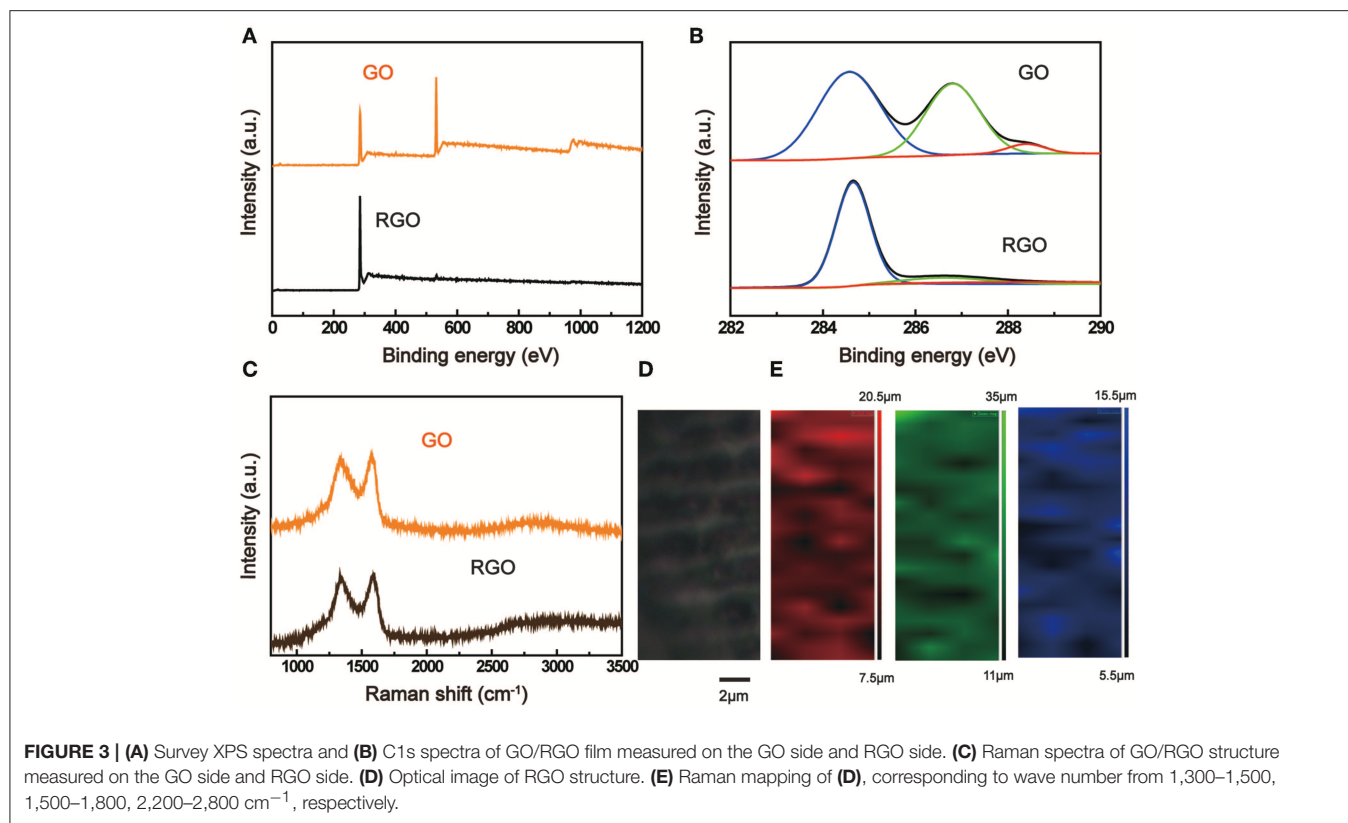 A
GO
RGO
Intensity (a.u.)
0 200 400 600 800 1000 1200
Binding energy (eV)
B
GO
RGO
Intensity (a.u.)
282 284 286 288 290
Binding energy (eV)
C
GO
RGO
Intensity (a.u.)
1000 1500 2000 2500 3000 3500
Raman shift (cm⁻¹)
D
2μm
E
20.5μm 35μm 15.5μm
7.5μm 11μm 5.5μm
FIGURE 3 | (A) Survey XPS spectra and (B) C1s spectra of GO/RGO film measured on the GO side and RGO side. (C) Raman spectra of GO/RGO structure
measured on the GO side and RGO side. (D) Optical image of RGO structure. (E) Raman mapping of (D), corresponding to wave number from 1,300–1,500,
1,500–1,800, 2,200–2,800 cm⁻¹, respectively.